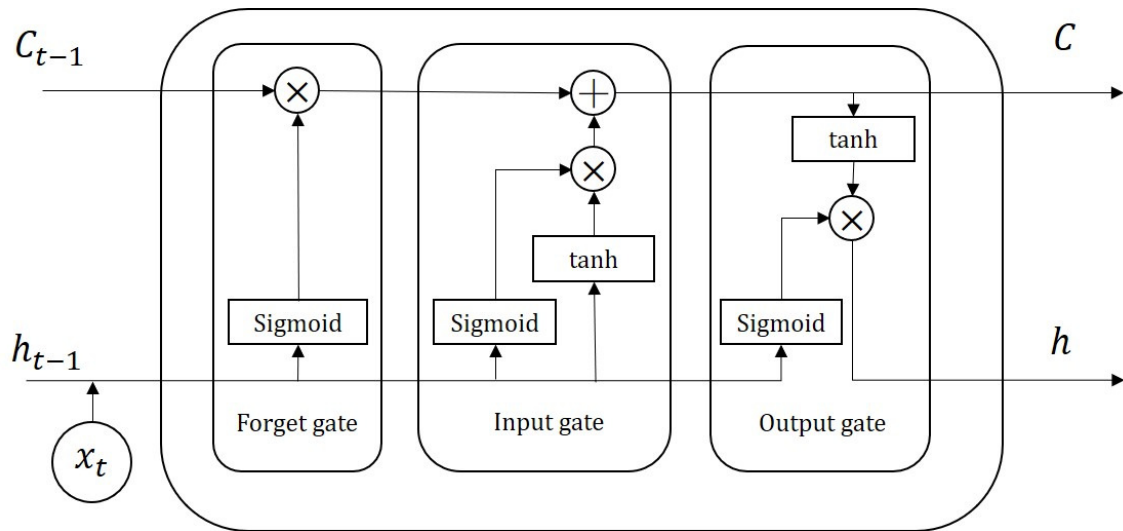 C_{t-1}
C
×
+
tanh
×
×
tanh
Sigmoid
Sigmoid
Sigmoid
h_{t-1}
h
Forget gate
Input gate
Output gate
x_t